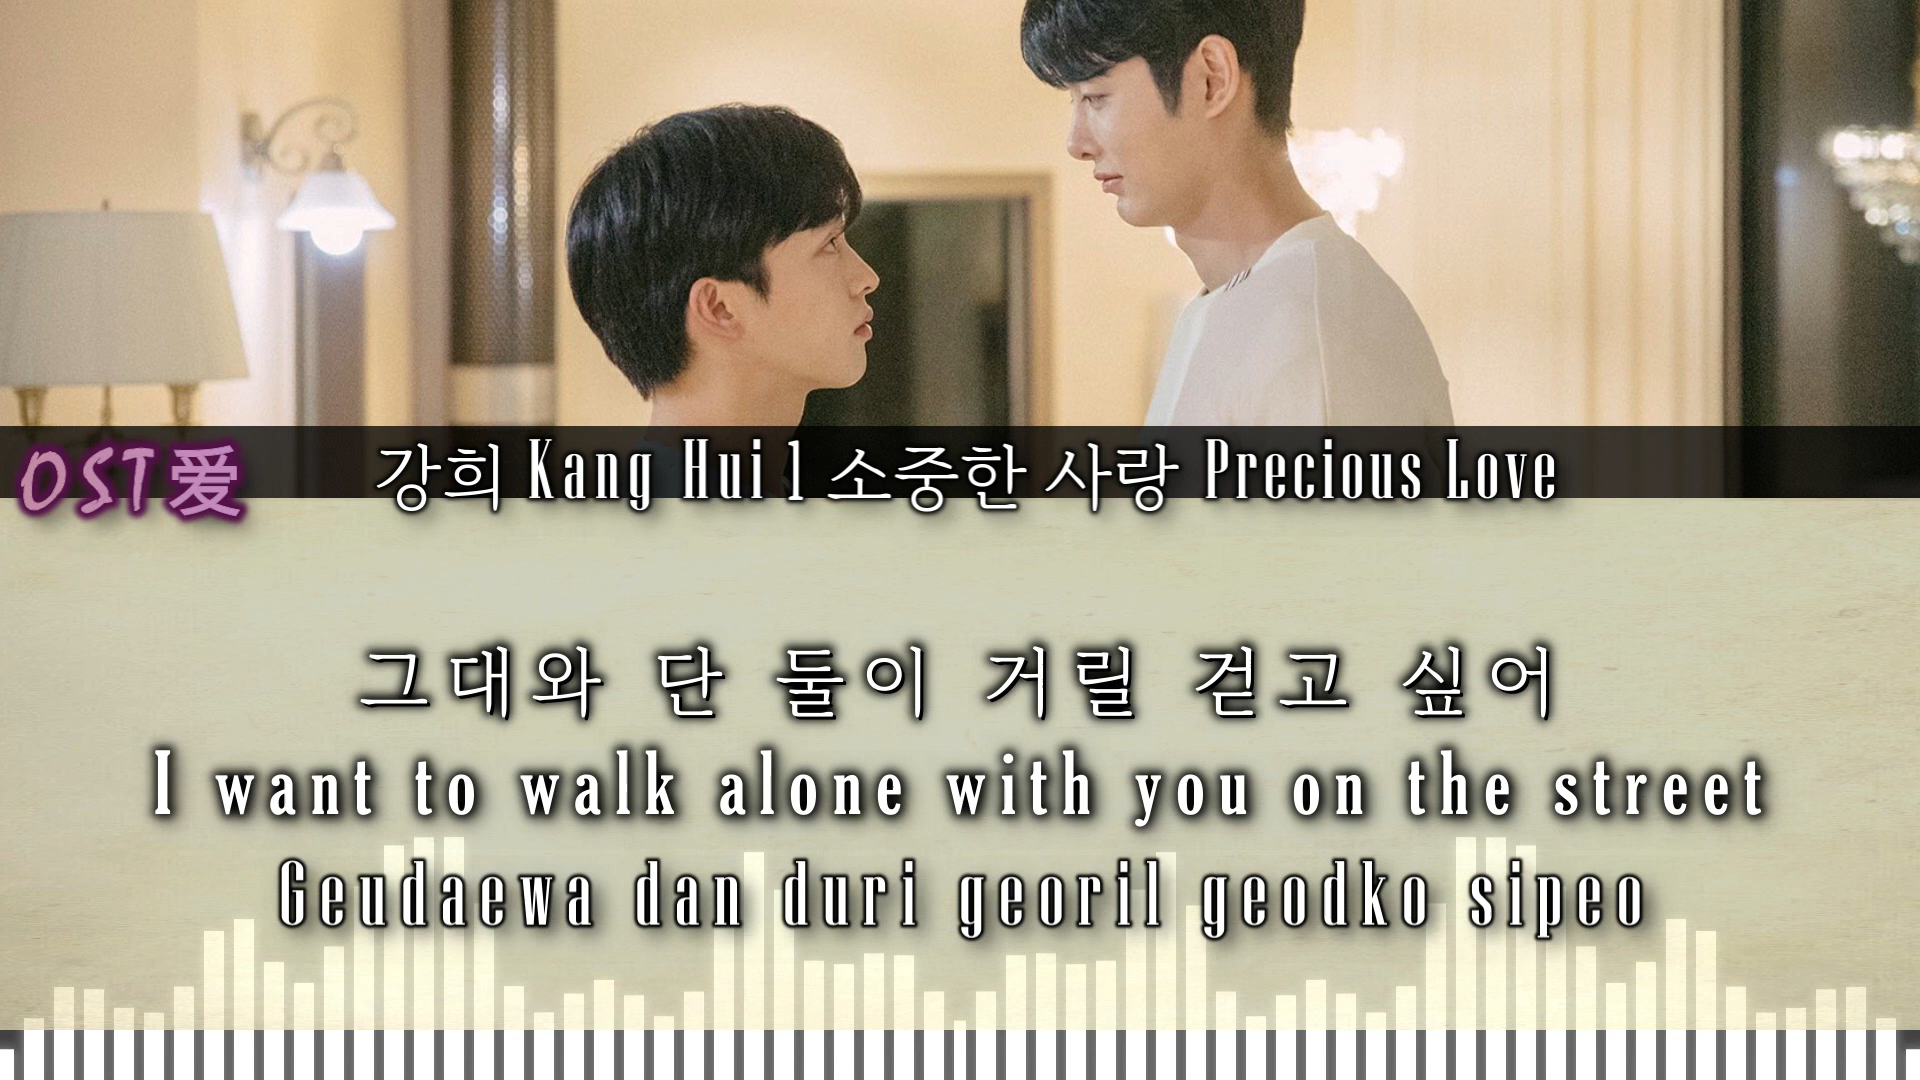 OST爱 강희 Kang Hui 1 소중한 사랑 Precious Love
그대와 단 둘이 거릴 걷고 싶어
I want to walk alone with you on the street
Geudaewa dan duri georil geodko sipeo